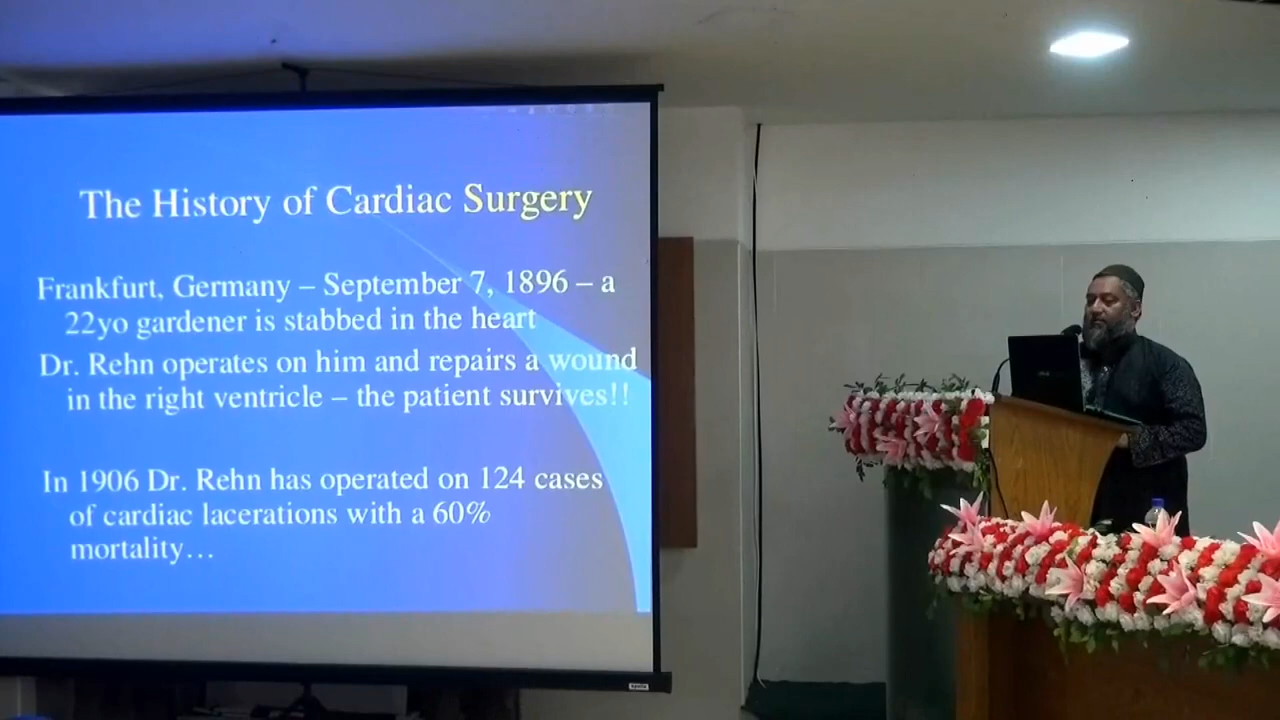 The History of Cardiac Surgery
Frankfurt, Germany – September 7, 1896 – a
22yo gardener is stabbed in the heart
Dr. Rehn operates on him and repairs a wound
in the right ventricle – the patient survives!!
In 1906 Dr. Rehn has operated on 124 cases
of cardiac lacerations with a 60%
mortality…